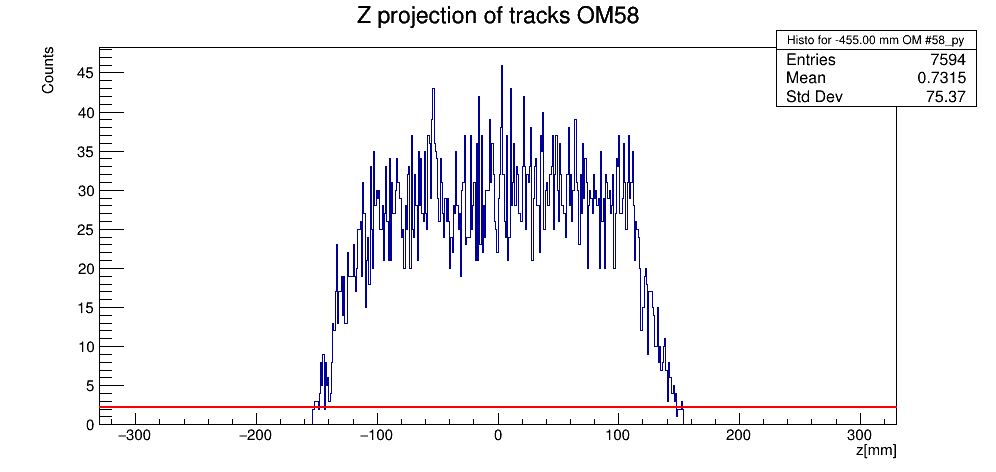 Z projection of tracks OM58
Histo for -455.00 mm OM #58_py
Entries 7594
Mean 0.7315
Std Dev 75.37
Counts
45
40
35
30
25
20
15
10
5
0
−300 −200 −100 0 100 200 300
z[mm]